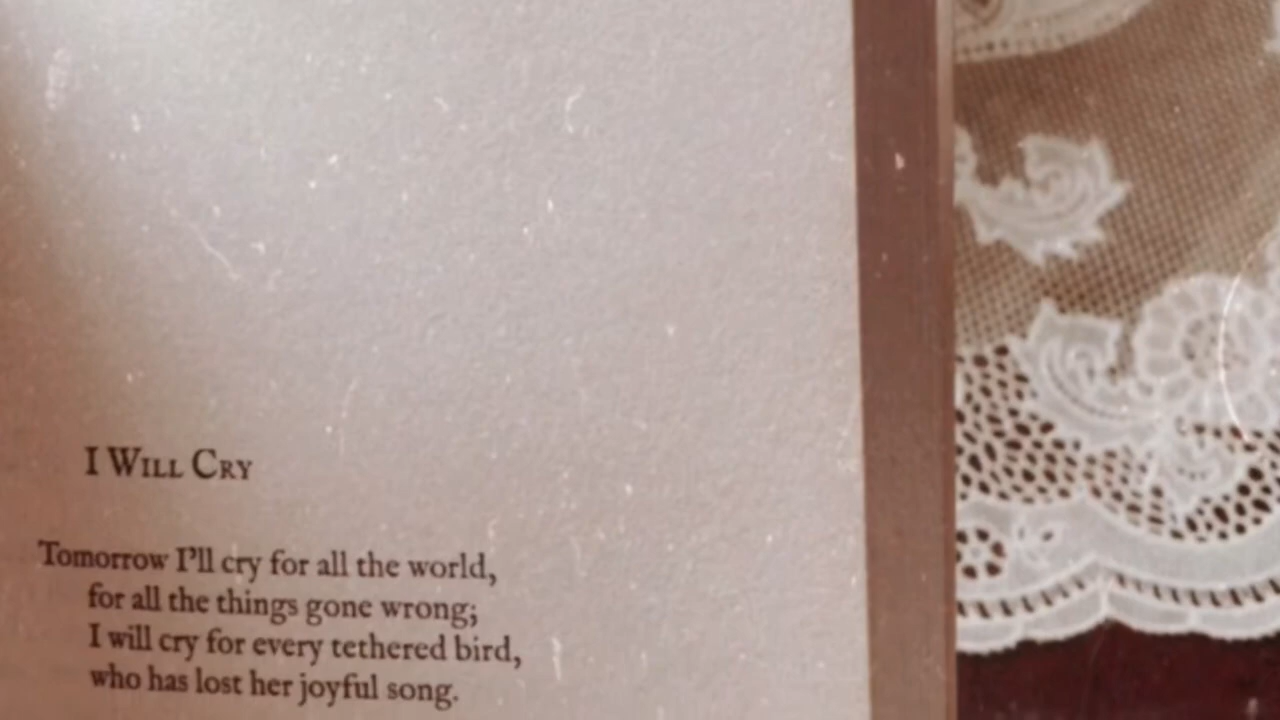 I Will Cry
Tomorrow I'll cry for all the world,
for all the things gone wrong;
I will cry for every tethered bird,
who has lost her joyful song.